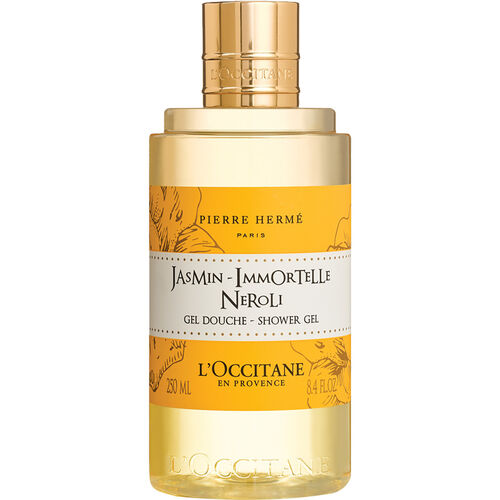 L'OCCITANE
PIERRE HERMÉ
PARIS
JASMIN - IMMORTELLE
NEROLI
GEL DOUCHE - SHOWER GEL
L'OCCITANE
EN PROVENCE
250 ML
8.4 FL.OZ
L'OCCITANE